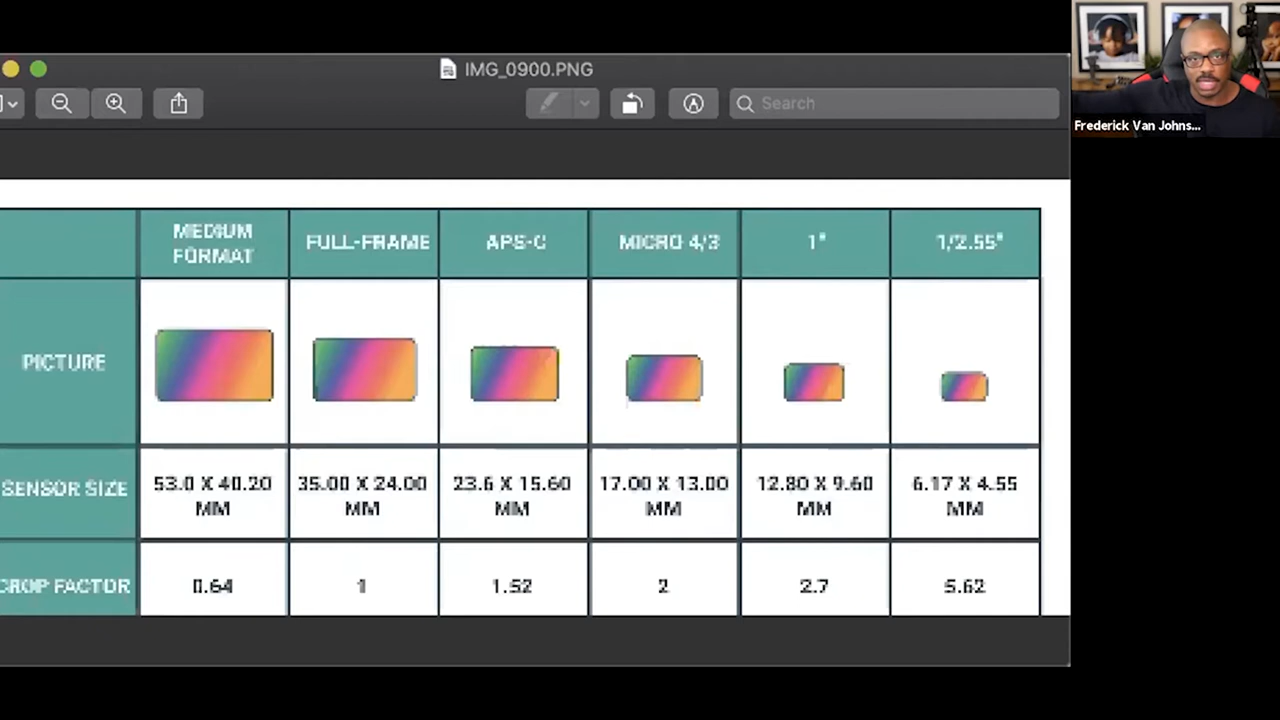 IMG_0900.PNG
Search
Frederick Van Johns...
MEDIUM
FORMAT
FULL-FRAME
APS-C
MICRO 4/3
1"
1/2.55"
PICTURE
SENSOR SIZE
53.0 X 40.20
MM
35.00 X 24.00
MM
23.6 X 15.60
MM
17.00 X 13.00
MM
12.80 X 9.60
MM
6.17 X 4.55
MM
CROP FACTOR
0.64
1
1.52
2
2.7
5.62